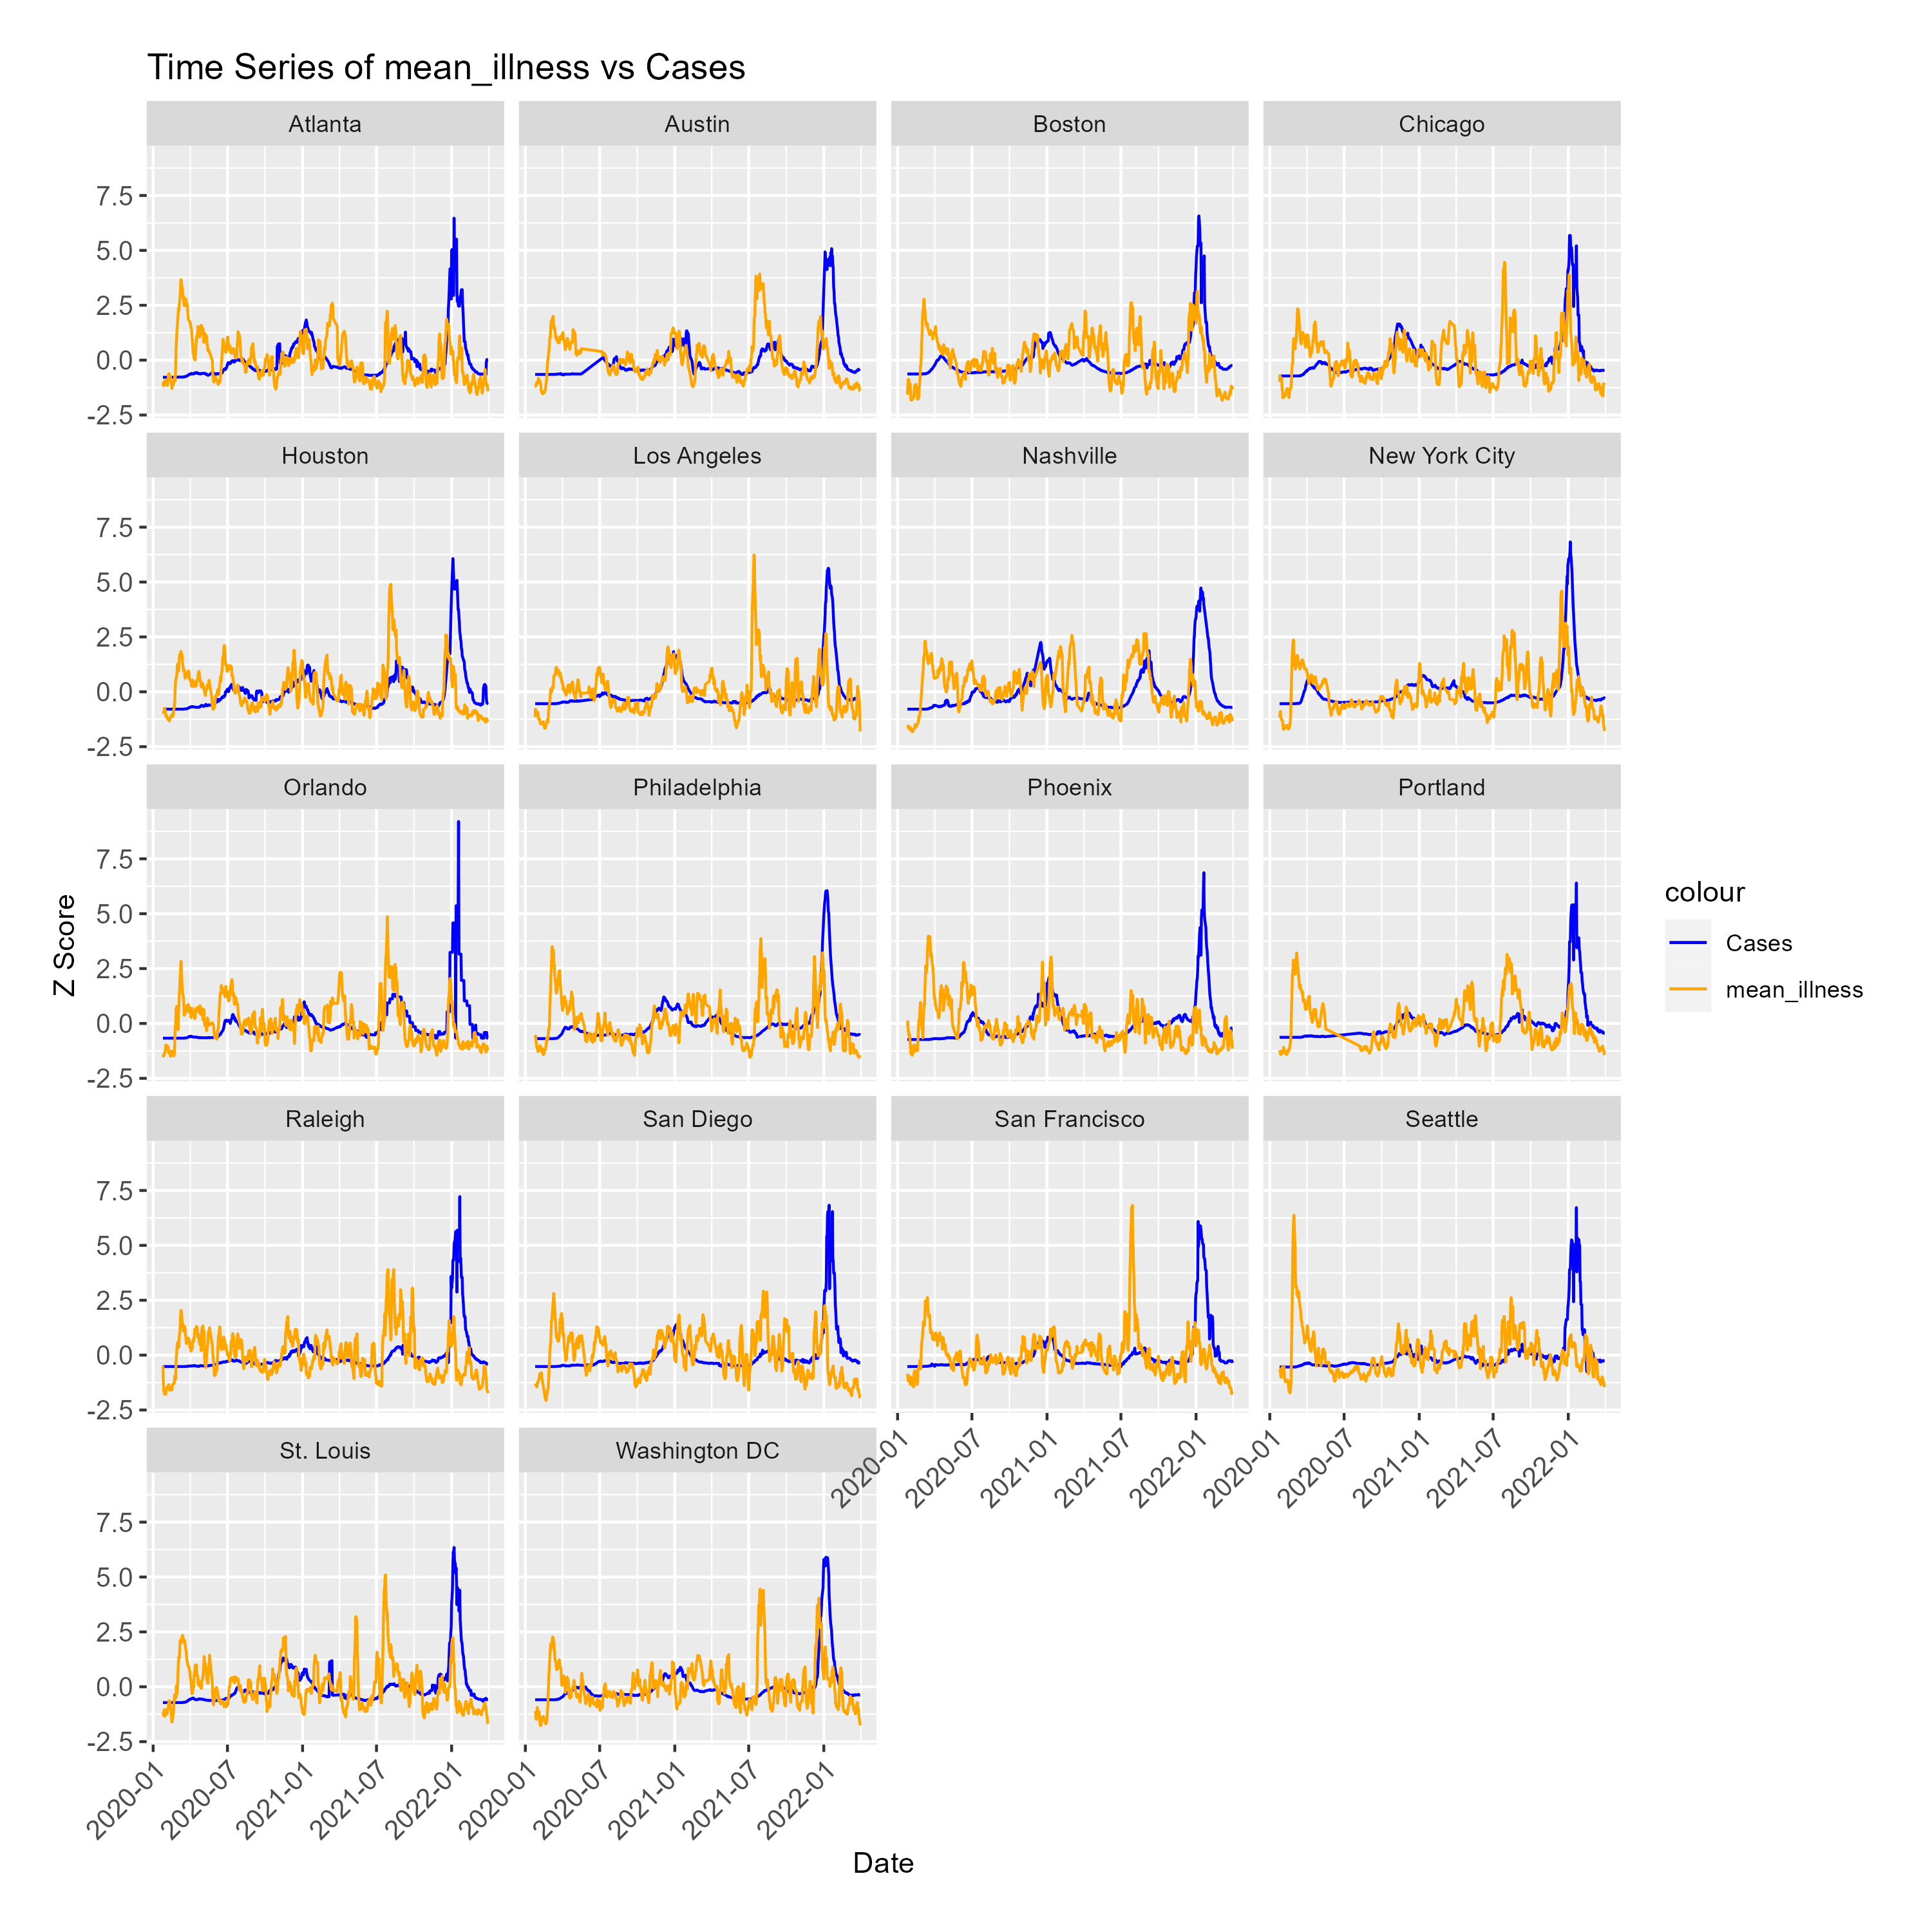 Time Series of mean_illness vs Cases
Atlanta Austin Boston Chicago
7.5
5.0
2.5
0.0
-2.5
Houston Los Angeles Nashville New York City
7.5
5.0
2.5
0.0
-2.5
Orlando Philadelphia Phoenix Portland
7.5
5.0
2.5
0.0
-2.5
Z Score
colour
Cases
mean_illness
Raleigh San Diego San Francisco Seattle
7.5
5.0
2.5
0.0
-2.5
2020-01 2020-07 2021-01 2021-07 2022-01 2020-01 2020-07 2021-01 2021-07 2022-01
St. Louis Washington DC
7.5
5.0
2.5
0.0
-2.5
2020-01 2020-07 2021-01 2021-07 2022-01 2020-01 2020-07 2021-01 2021-07 2022-01
Date